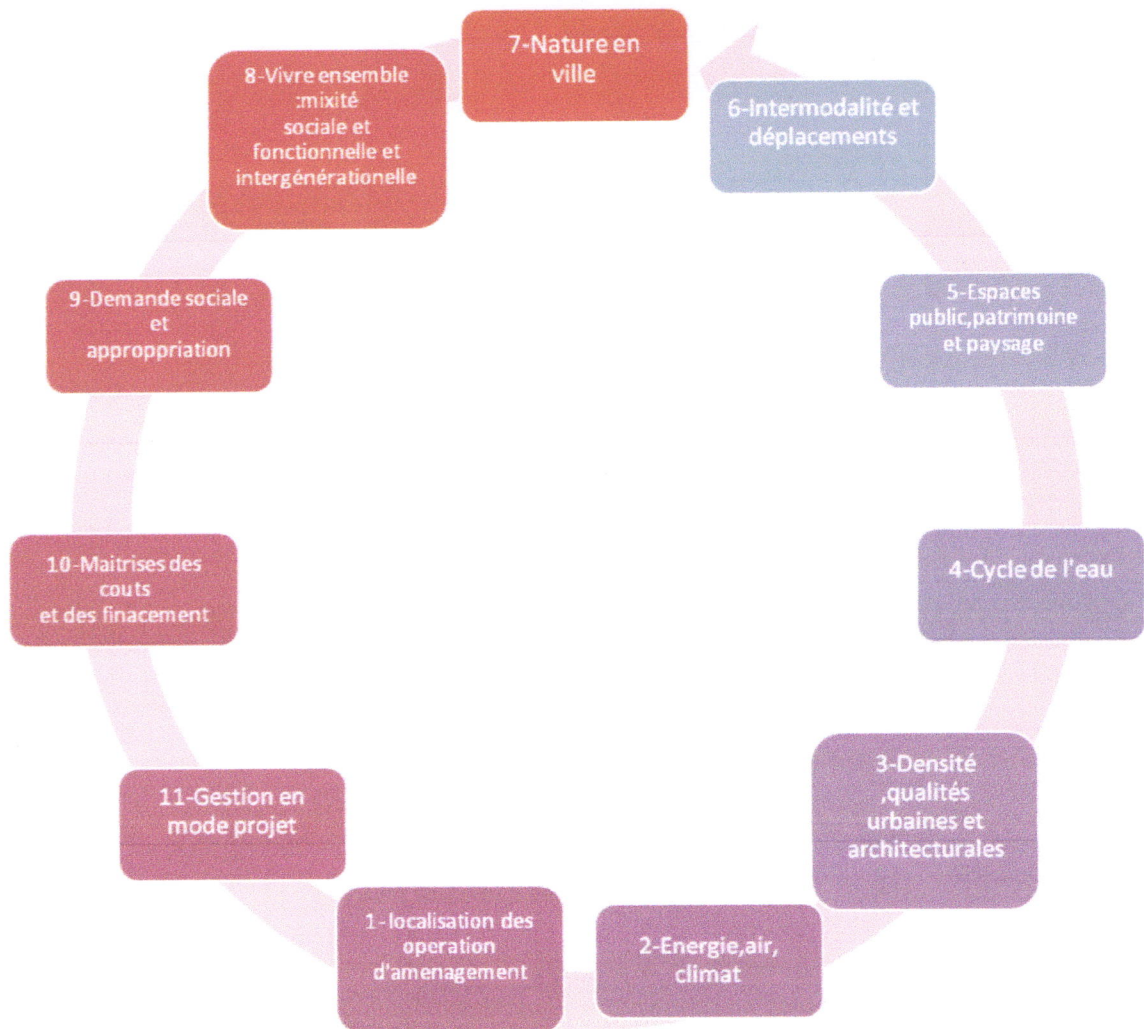 7-Nature en
ville
8-Vivre ensemble
:mixité
sociale et
fonctionnelle et
intergénérationelle
6-Intermodalité et
déplacements
9-Demande sociale
et
approppriation
5-Espaces
public,patrimoine
et paysage
10-Maitrises des
couts
et des finacement
4-Cycle de l'eau
11-Gestion en
mode projet
3-Densité
,qualités
urbaines et
architecturales
1-localisation des
operation
d'amenagement
2-Energie,air,
climat